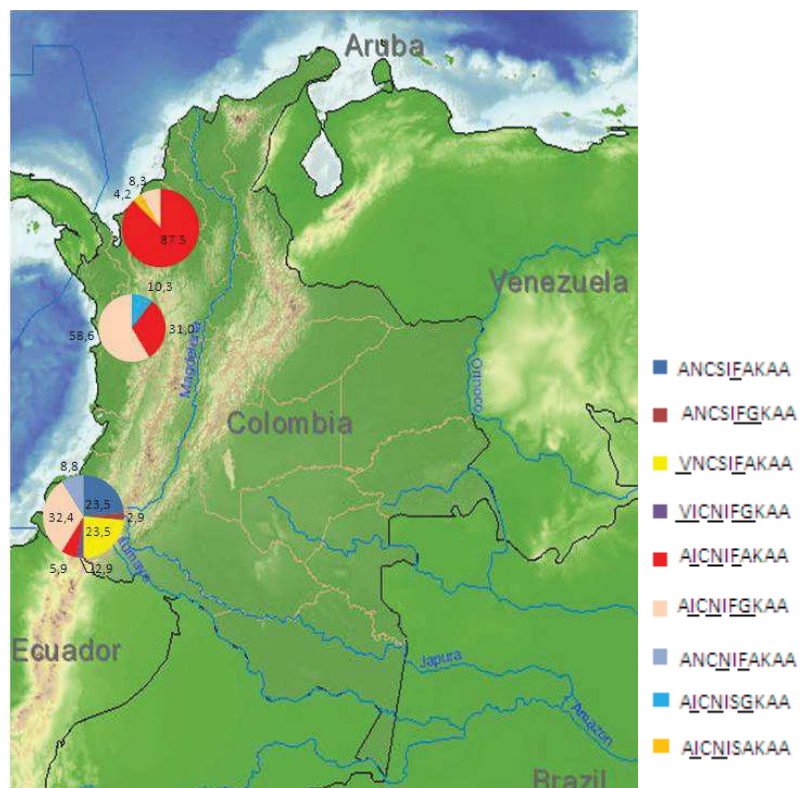 Aruba
8,3
4,2
87,5
Venezuela
10,3
58,6
31,0
Magdalena
Orinoco
Colombia
8,8
23,5
32,4
2,9
23,5
5,9
2,9
Ecuador
Japura
Amazon
Brazil
ANCSIFAKAA
ANCSIFGKAA
VNCSIFAKAA
VICNIFGKAA
AICNIFAKAA
AICNIFGKAA
ANCNIFAKAA
AICNISGKAA
AICNISAKAA